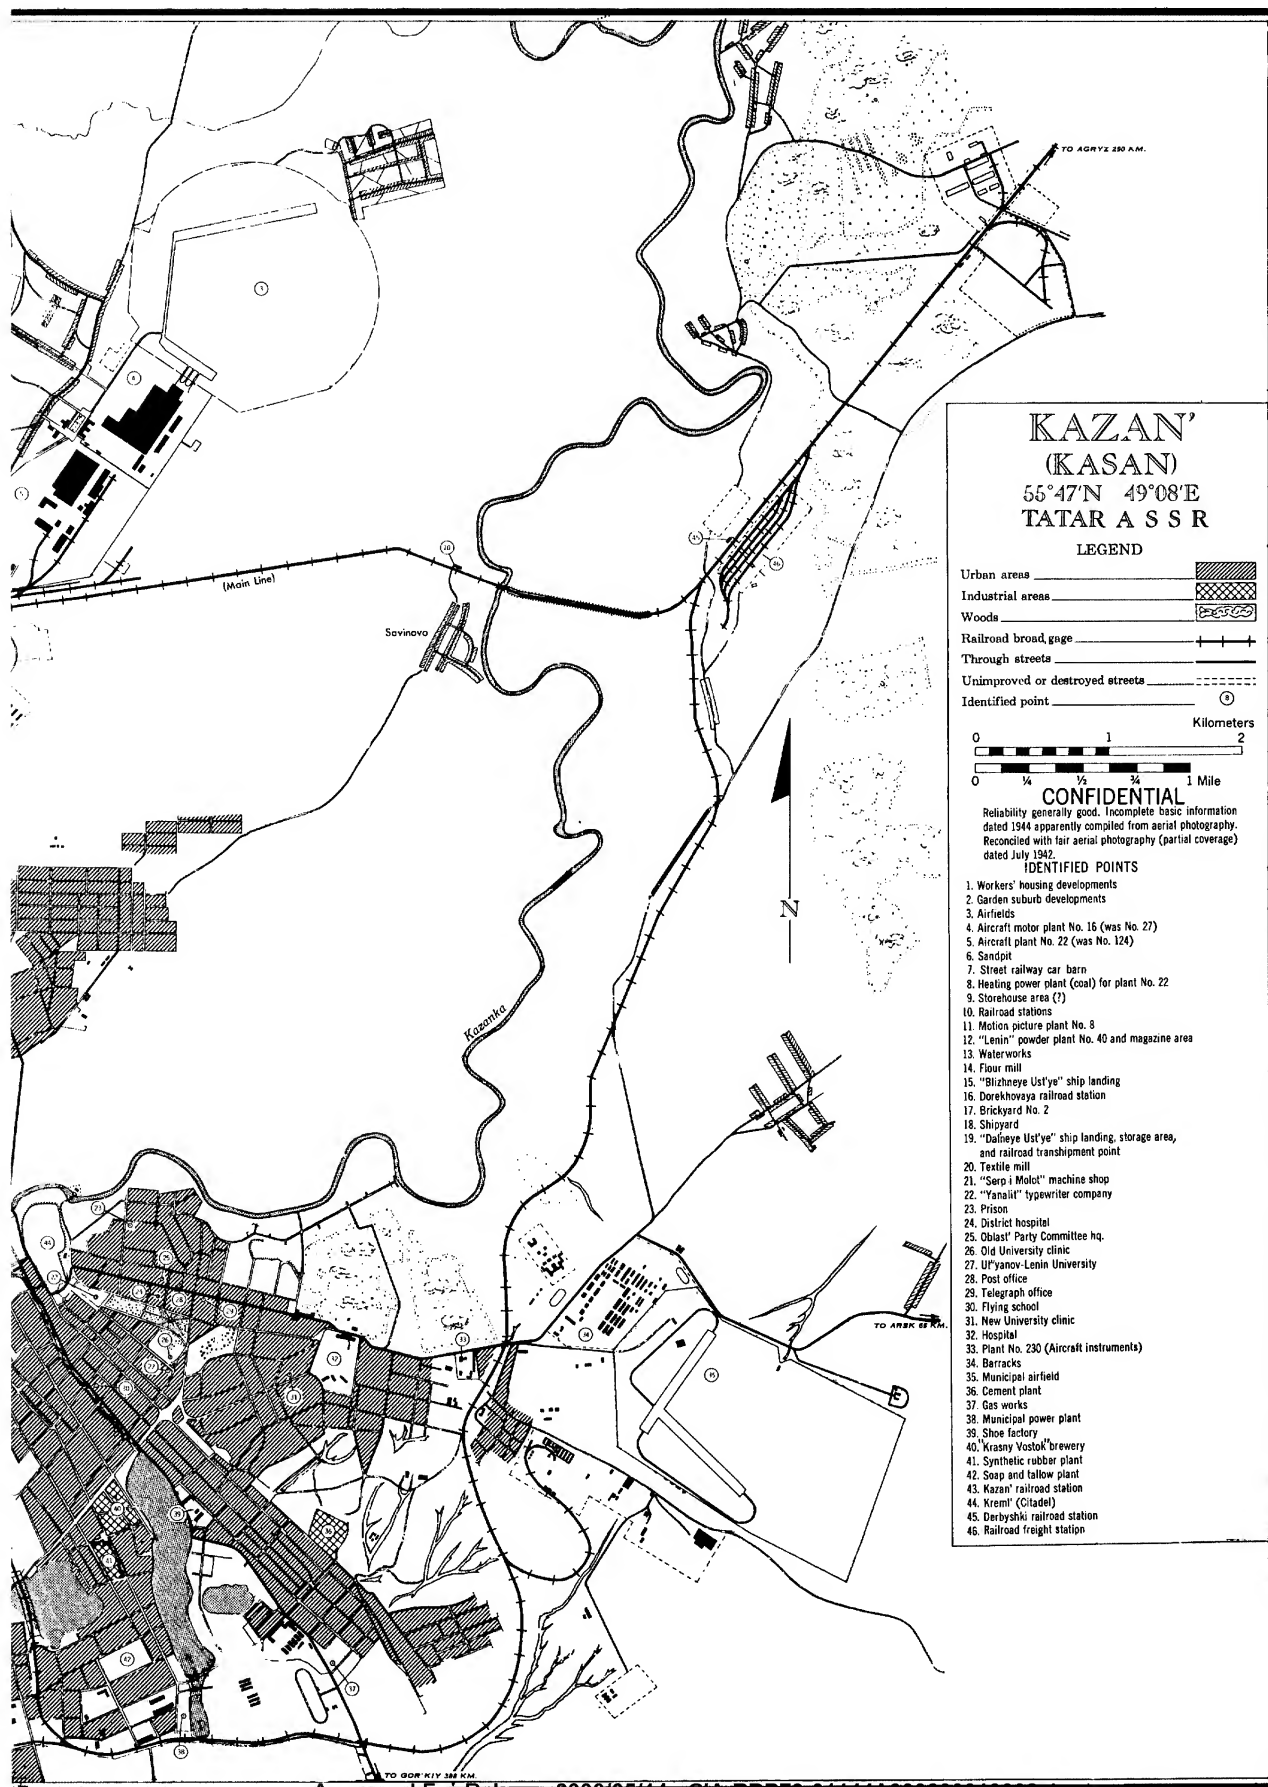 TO AGRYZ 290 KM.
(Main Line)
Savinovo
Kazanka
TO ARSK 65 KM.
N
KAZAN'
(KASAN)
55°47'N 49°08'E
TATAR A S S R
LEGEND
Urban areas
Industrial areas
Woods
Railroad broad gage
Through streets
Unimproved or destroyed streets
Identified point 8
Kilometers
0 1 2
0 ¼ ½ ¾ 1 Mile
CONFIDENTIAL
Reliability generally good. Incomplete basic information
dated 1944 apparently compiled from aerial photography.
Reconciled with fair aerial photography (partial coverage)
dated July 1942.
IDENTIFIED POINTS
1. Workers' housing developments
2. Garden suburb developments
3. Airfields
4. Aircraft motor plant No. 16 (was No. 27)
5. Aircraft plant No. 22 (was No. 124)
6. Sandpit
7. Street railway car barn
8. Heating power plant (coal) for plant No. 22
9. Storehouse area (?)
10. Railroad stations
11. Motion picture plant No. 8
12. "Lenin" powder plant No. 40 and magazine area
13. Waterworks
14. Flour mill
15. "Blizhneye Ust'ye" ship landing
16. Dorekhovaya railroad station
17. Brickyard No. 2
18. Shipyard
19. "Dal'neye Ust'ye" ship landing, storage area,
and railroad transhipment point
20. Textile mill
21. "Serp i Molot" machine shop
22. "Yanalit" typewriter company
23. Prison
24. District hospital
25. Oblast' Party Committee hq.
26. Old University clinic
27. Ul'yanov-Lenin University
28. Post office
29. Telegraph office
30. Flying school
31. New University clinic
32. Hospital
33. Plant No. 230 (Aircraft instruments)
34. Barracks
35. Municipal airfield
36. Cement plant
37. Gas works
38. Municipal power plant
39. Shoe factory
40. "Krasny Vostok" brewery
41. Synthetic rubber plant
42. Soap and tallow plant
43. Kazan' railroad station
44. Kreml' (Citadel)
45. Derbyshki railroad station
46. Railroad freight station
TO GOR'KIY 388 KM.